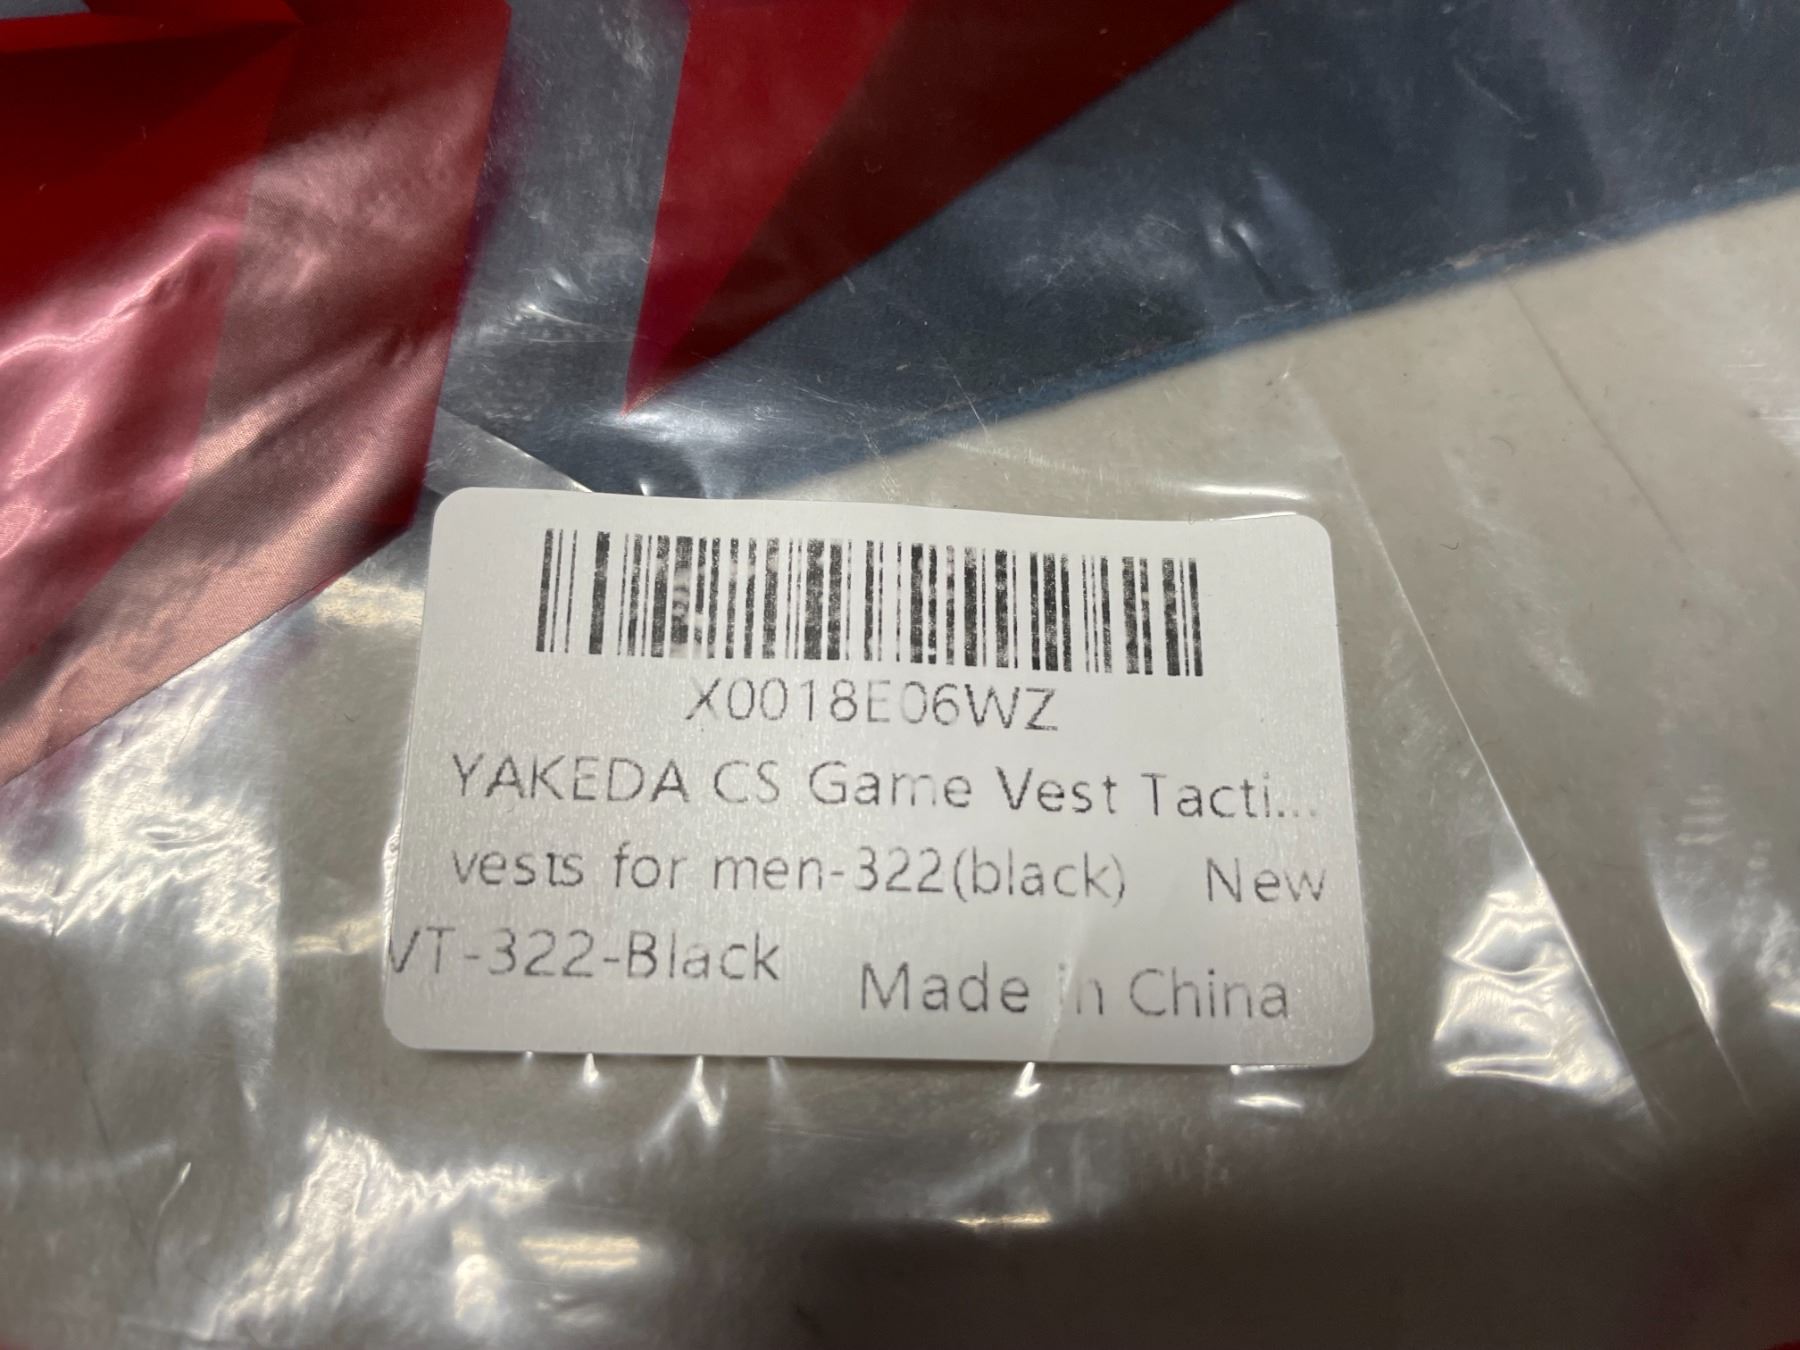 X0018E06WZ
YAKEDA CS Game Vest Tacti...
vests for men-322(black) New
VT-322-Black Made in China